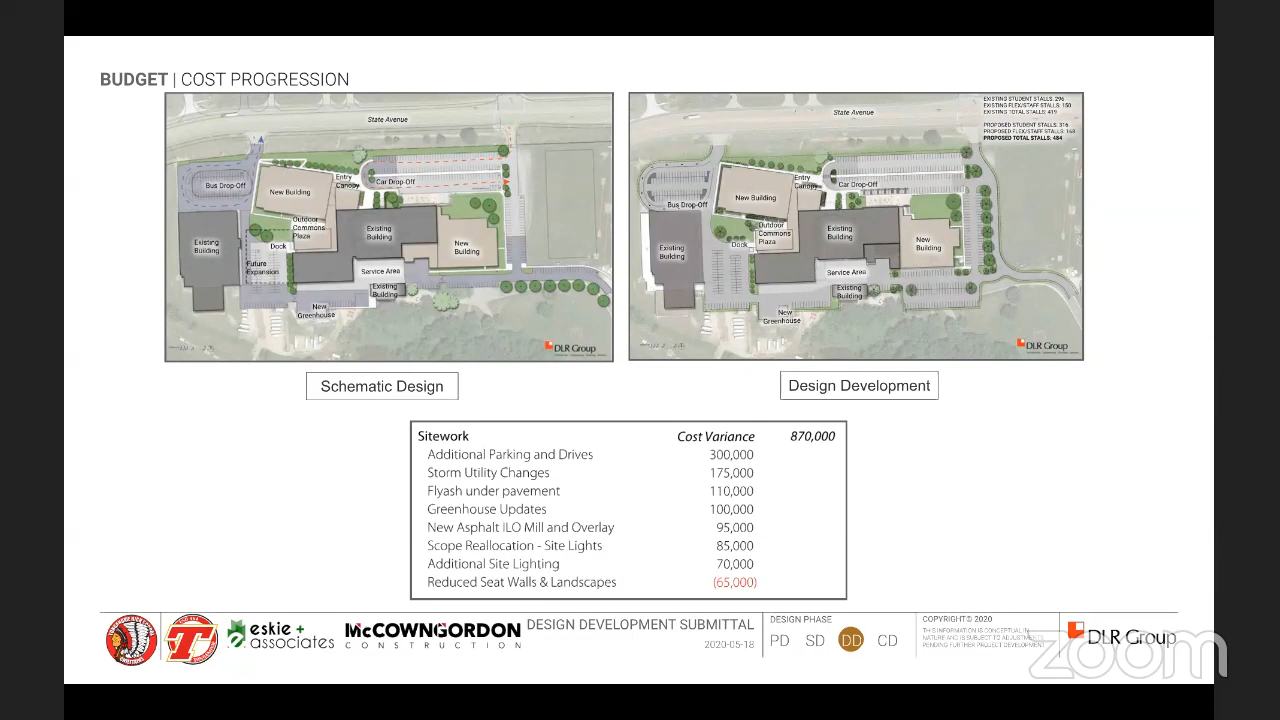 BUDGET | COST PROGRESSION
State Avenue
Bus Drop-Off
New Building
Entry
Canopy
Car Drop-Off
Outdoor
Commons
Plaza
Existing
Building
Existing
Building
Dock
New
Building
Future
Expansion
Service Area
Existing
Building
New
Greenhouse
DLR Group
State Avenue
EXISTING STUDENT STALLS: 296
EXISTING FLEX/STAFF STALLS: 150
EXISTING TOTAL STALLS: 419
PROPOSED STUDENT STALLS: 316
PROPOSED FLEX/STAFF STALLS: 168
PROPOSED TOTAL STALLS: 484
Bus Drop-Off
New Building
Entry
Canopy
Car Drop-Off
Outdoor
Commons
Plaza
Existing
Building
Existing
Building
Dock
New
Building
Service Area
Existing
Building
New
Greenhouse
DLR Group
Schematic Design
Design Development
Sitework Cost Variance 870,000
Additional Parking and Drives 300,000
Storm Utility Changes 175,000
Flyash under pavement 110,000
Greenhouse Updates 100,000
New Asphalt ILO Mill and Overlay 95,000
Scope Reallocation - Site Lights 85,000
Additional Site Lighting 70,000
Reduced Seat Walls & Landscapes (65,000)
T
eskie +
associates
McCOWNGORDON
CONSTRUCTION
DESIGN DEVELOPMENT SUBMITTAL
2020-05-18
DESIGN PHASE
PD SD DD CD
COPYRIGHT© 2020
THIS INFORMATION IS CONCEPTUAL IN
NATURE AND IS SUBJECT TO ADJUSTMENTS
PENDING FURTHER PROJECT DEVELOPMENT
DLR Group
zoom